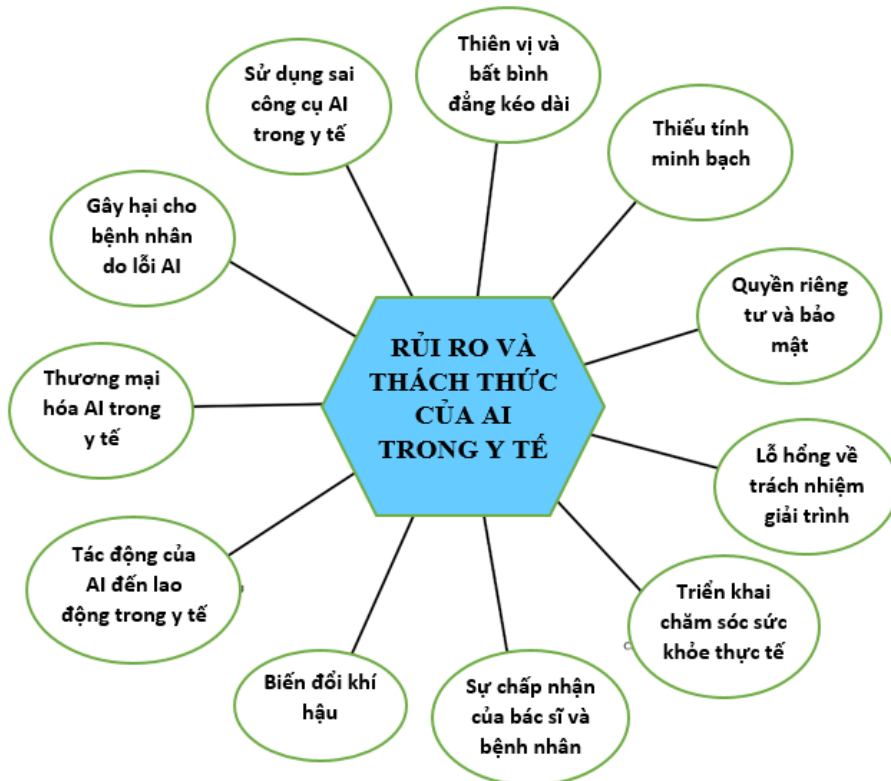 Thiên vị và
bất bình
đẳng kéo dài
Sử dụng sai
công cụ AI
trong y tế
Thiếu tính
minh bạch
Gây hại cho
bệnh nhân
do lỗi AI
Quyền riêng
tư và bảo
mật
RỦI RO VÀ
THÁCH THỨC
CỦA AI
TRONG Y TẾ
Thương mại
hóa AI trong
y tế
Lỗ hổng về
trách nhiệm
giải trình
Tác động của
AI đến lao
động trong y tế
Triển khai
chăm sóc sức
khỏe thực tế
Biến đổi khí
hậu
Sự chấp nhận
của bác sĩ và
bệnh nhân